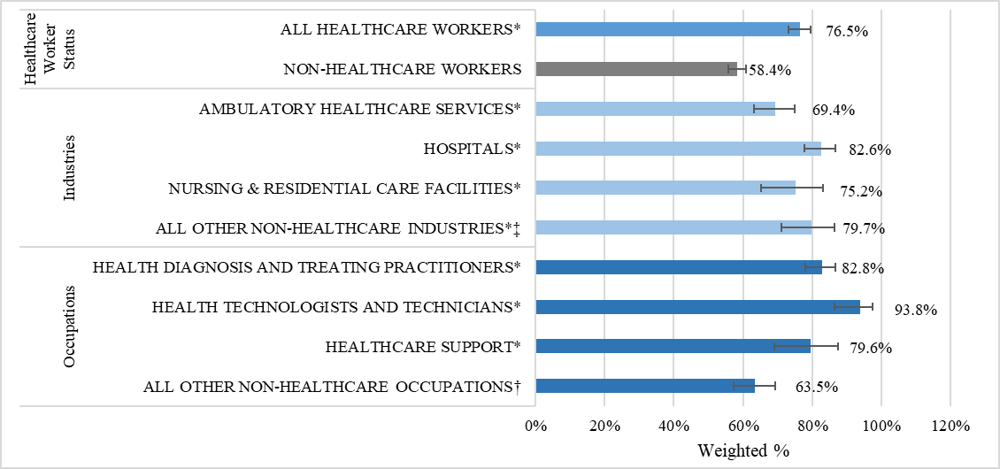 Healthcare
Worker
Status
ALL HEALTHCARE WORKERS* 76.5%
NON-HEALTHCARE WORKERS 58.4%
Industries
AMBULATORY HEALTHCARE SERVICES* 69.4%
HOSPITALS* 82.6%
NURSING & RESIDENTIAL CARE FACILITIES* 75.2%
ALL OTHER NON-HEALTHCARE INDUSTRIES*‡ 79.7%
Occupations
HEALTH DIAGNOSIS AND TREATING PRACTITIONERS* 82.8%
HEALTH TECHNOLOGISTS AND TECHNICIANS* 93.8%
HEALTHCARE SUPPORT* 79.6%
ALL OTHER NON-HEALTHCARE OCCUPATIONS† 63.5%
0% 20% 40% 60% 80% 100% 120%
Weighted %